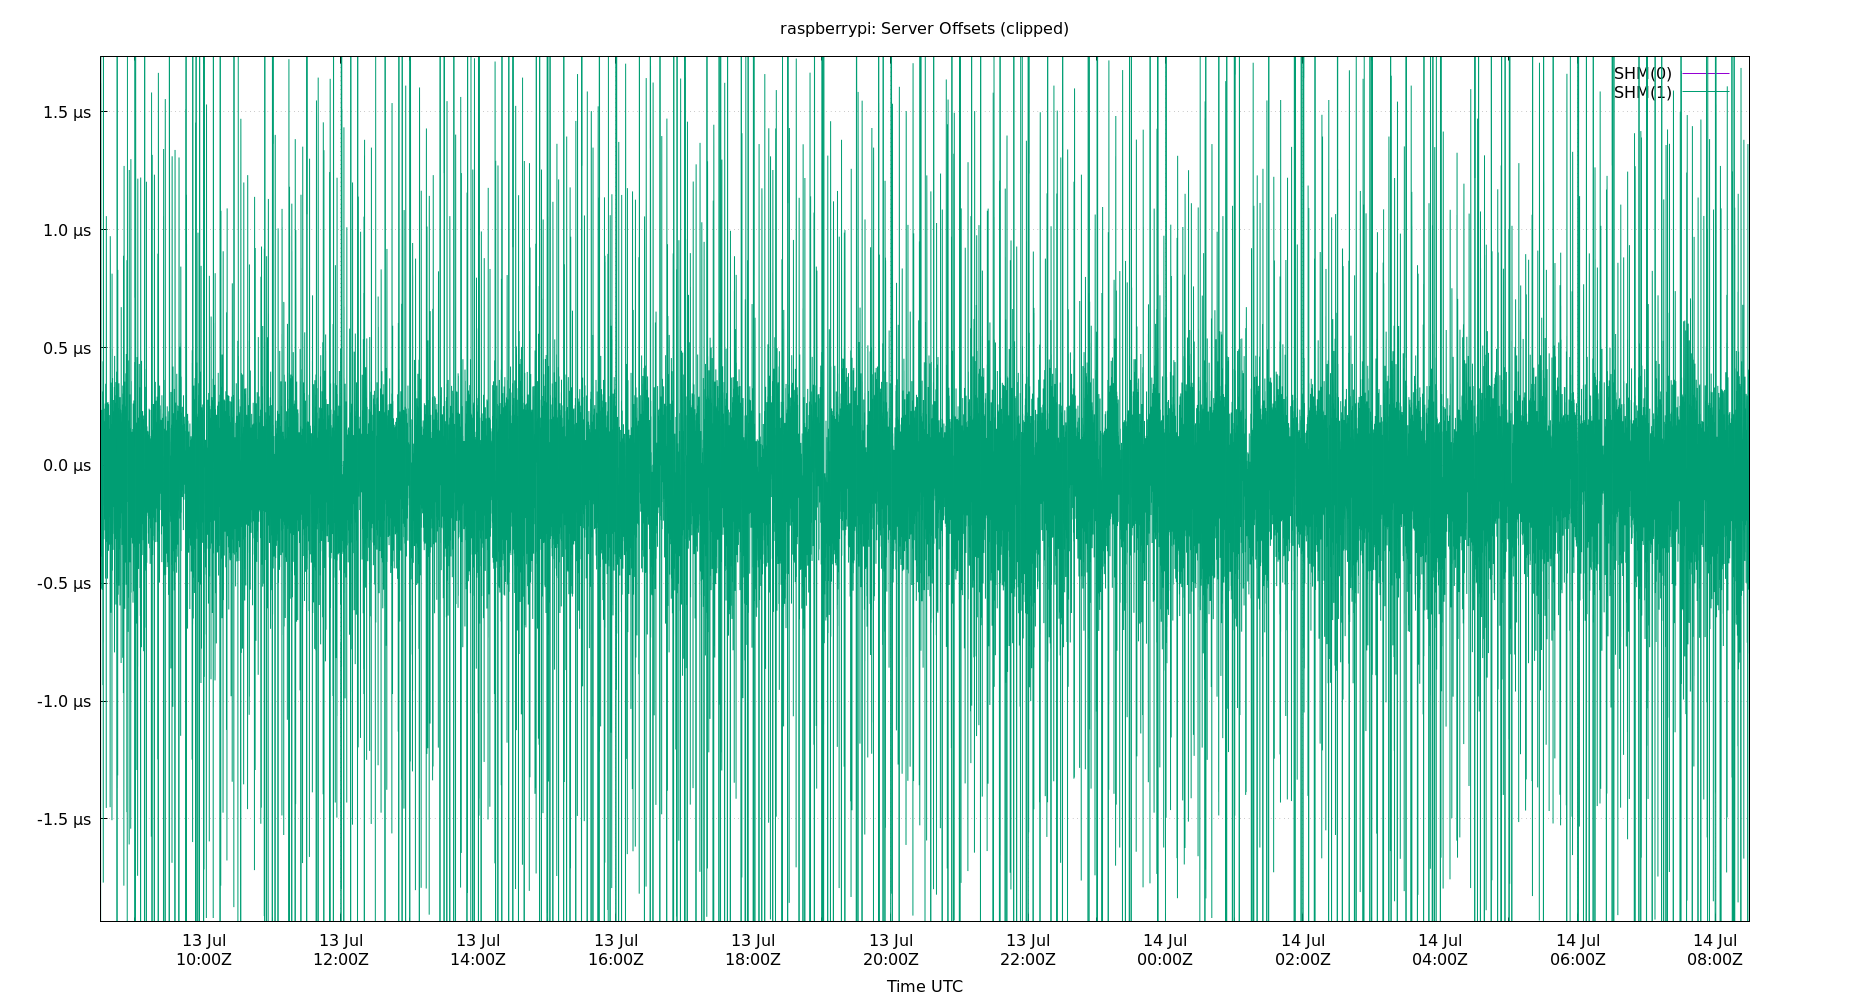 raspberrypi: Server Offsets (clipped)
SHM(0)
SHM(1)
1.5 µs
1.0 µs
0.5 µs
0.0 µs
-0.5 µs
-1.0 µs
-1.5 µs
13 Jul 13 Jul 13 Jul 13 Jul 13 Jul 13 Jul 13 Jul 14 Jul 14 Jul 14 Jul 14 Jul 14 Jul
10:00Z 12:00Z 14:00Z 16:00Z 18:00Z 20:00Z 22:00Z 00:00Z 02:00Z 04:00Z 06:00Z 08:00Z
Time UTC